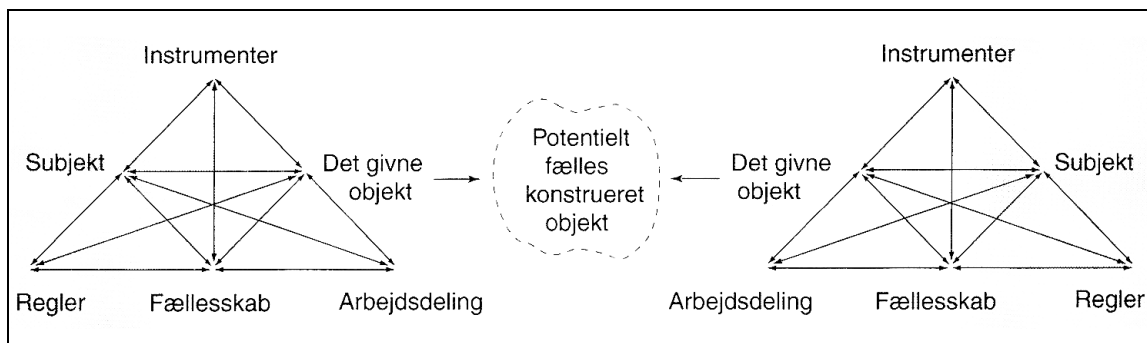 Instrumenter
Subjekt
Det givne
objekt
Regler
Fællesskab
Arbejdsdeling
Potentielt
fælles
konstrueret
objekt
Instrumenter
Det givne
objekt
Subjekt
Arbejdsdeling
Fællesskab
Regler